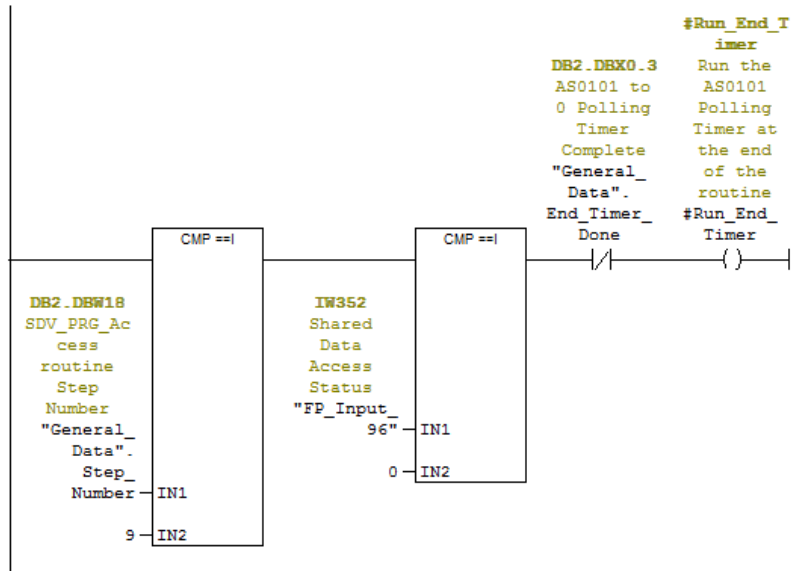 #Run_End_T
imer
DB2.DBX0.3
Run the
AS0101 to
AS0101
0 Polling
Polling
Timer
Timer at
Complete
the end
"General_
of the
Data".
routine
End_Timer_
#Run_End_
Done
Timer
CMP ==I
CMP ==I
DB2.DBW18
SDV_PRG_Ac
cess
routine
Step
Number
"General_
Data".
Step_
Number
IN1
9
IN2
IW352
Shared
Data
Access
Status
"FP_Input_
96"
IN1
0
IN2